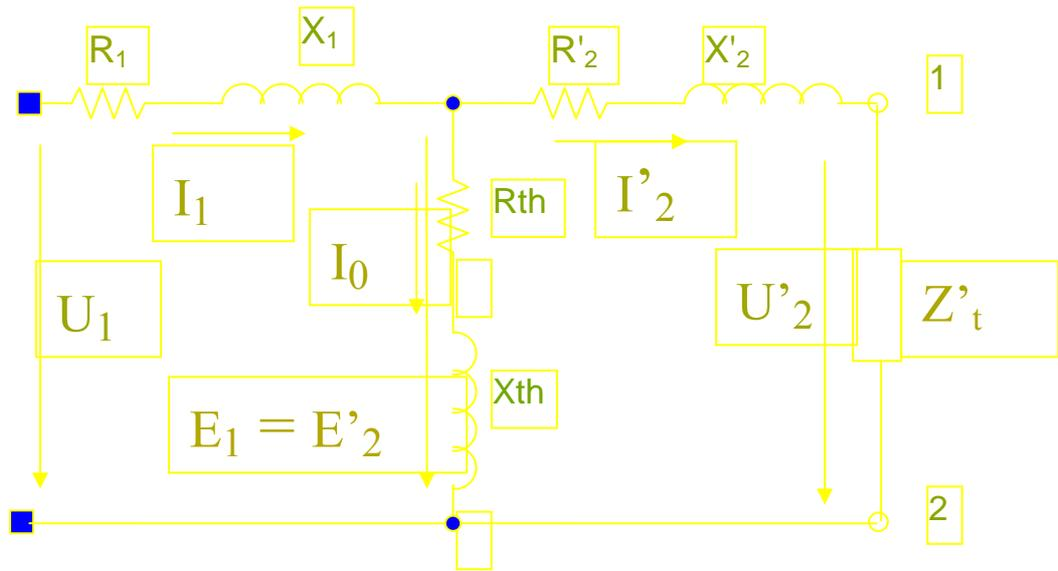 R₁
X₁
R'₂
X'₂
1
I₁
Rth
I’₂
I₀
U₁
U’₂
Z’ₜ
Xth
E₁ = E’₂
2